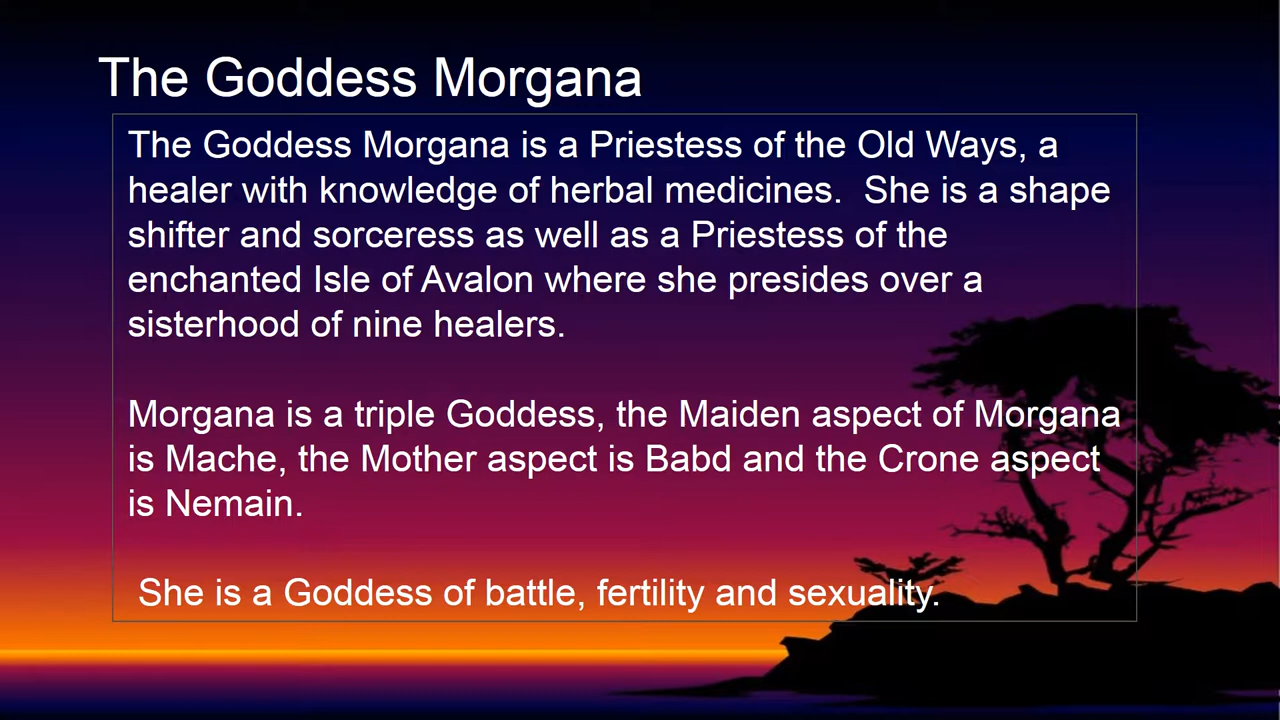 The Goddess Morgana
The Goddess Morgana is a Priestess of the Old Ways, a
healer with knowledge of herbal medicines.  She is a shape
shifter and sorceress as well as a Priestess of the
enchanted Isle of Avalon where she presides over a
sisterhood of nine healers.
Morgana is a triple Goddess, the Maiden aspect of Morgana
is Mache, the Mother aspect is Babd and the Crone aspect
is Nemain.
She is a Goddess of battle, fertility and sexuality.